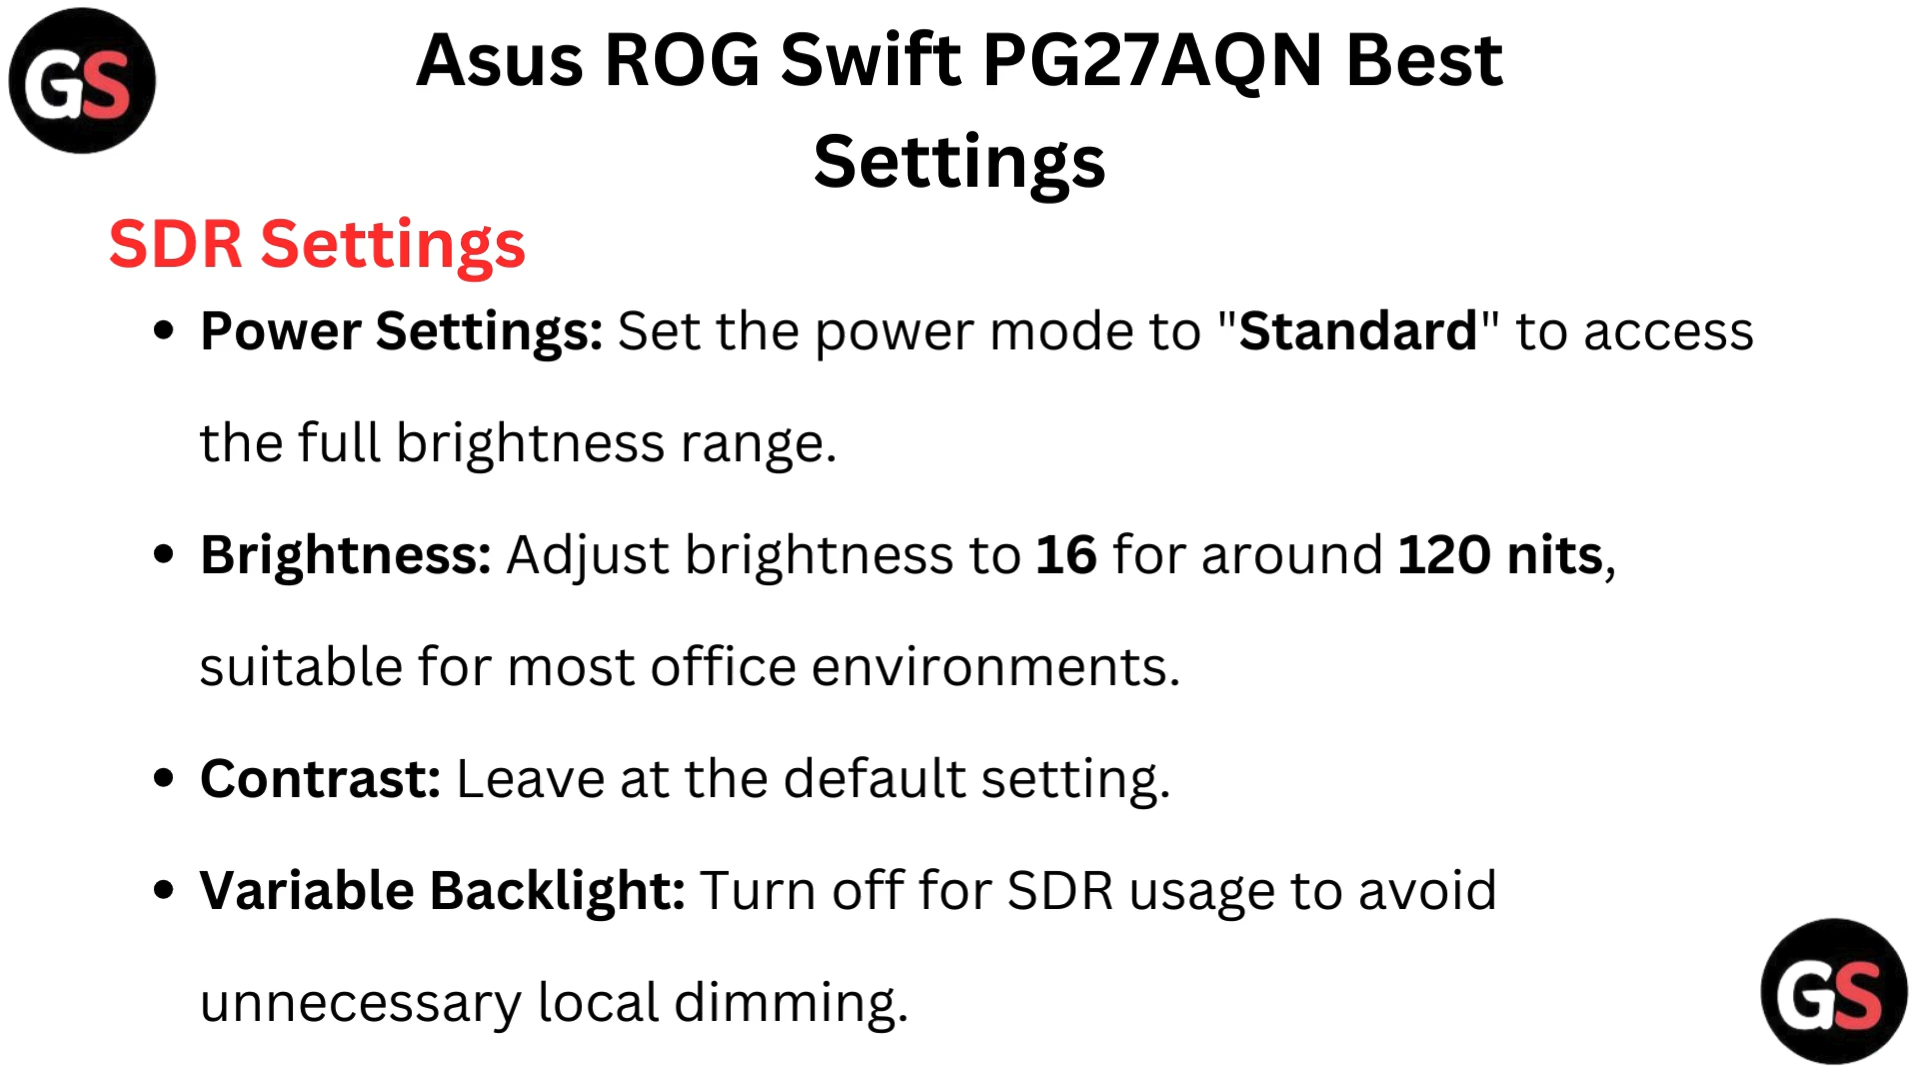 GS
Asus ROG Swift PG27AQN Best
Settings
SDR Settings
• Power Settings: Set the power mode to "Standard" to access
the full brightness range.
• Brightness: Adjust brightness to 16 for around 120 nits,
suitable for most office environments.
• Contrast: Leave at the default setting.
• Variable Backlight: Turn off for SDR usage to avoid
unnecessary local dimming.
GS